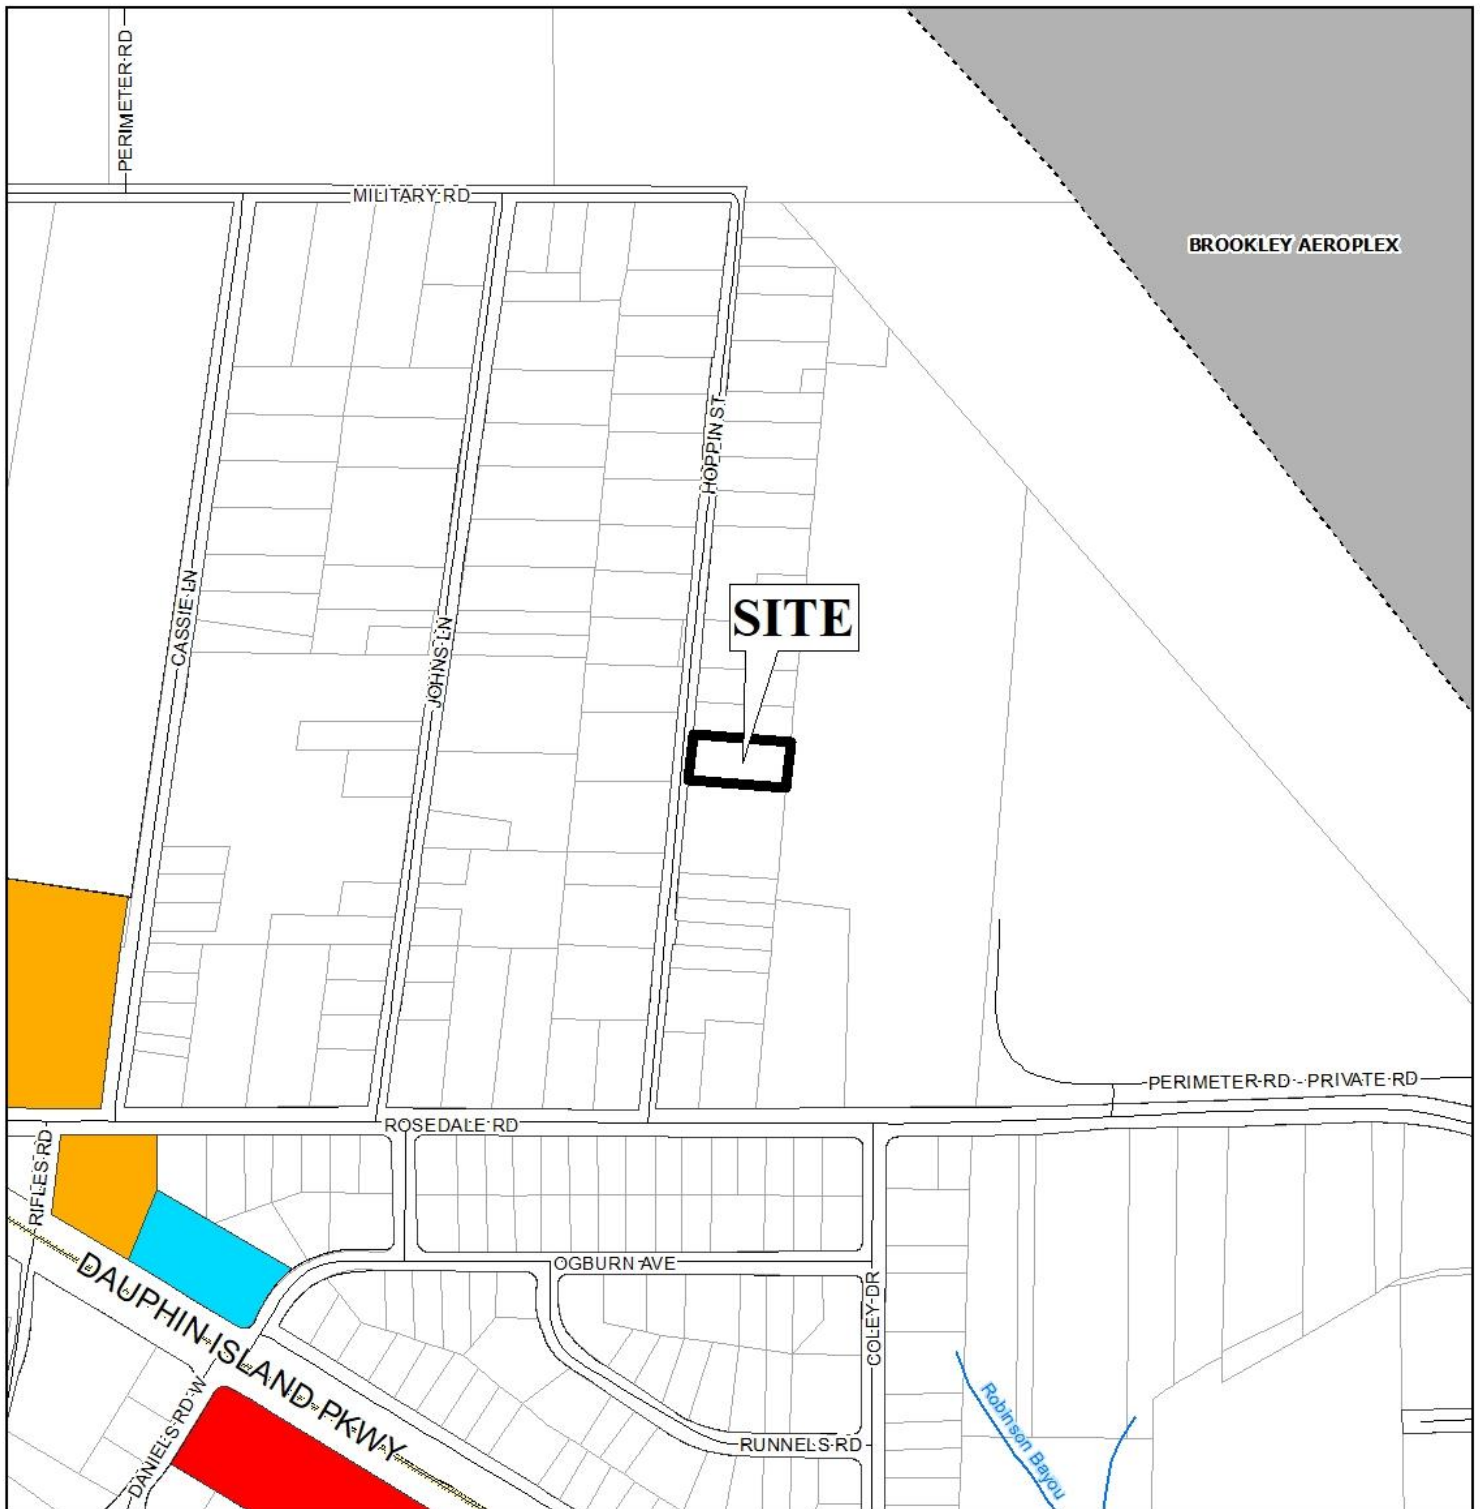 PERIMETER RD
MILITARY RD
BROOKLEY AEROPLEX
HOPPIN ST
CASSIE LN
JOHNS LN
SITE
PERIMETER RD - PRIVATE RD
ROSEDALE RD
RIFLES RD
OGBURN AVE
DAUPHIN ISLAND PKWY
COLEY DR
DANIELS RD W
Robinson Bayou
RUNNELS RD